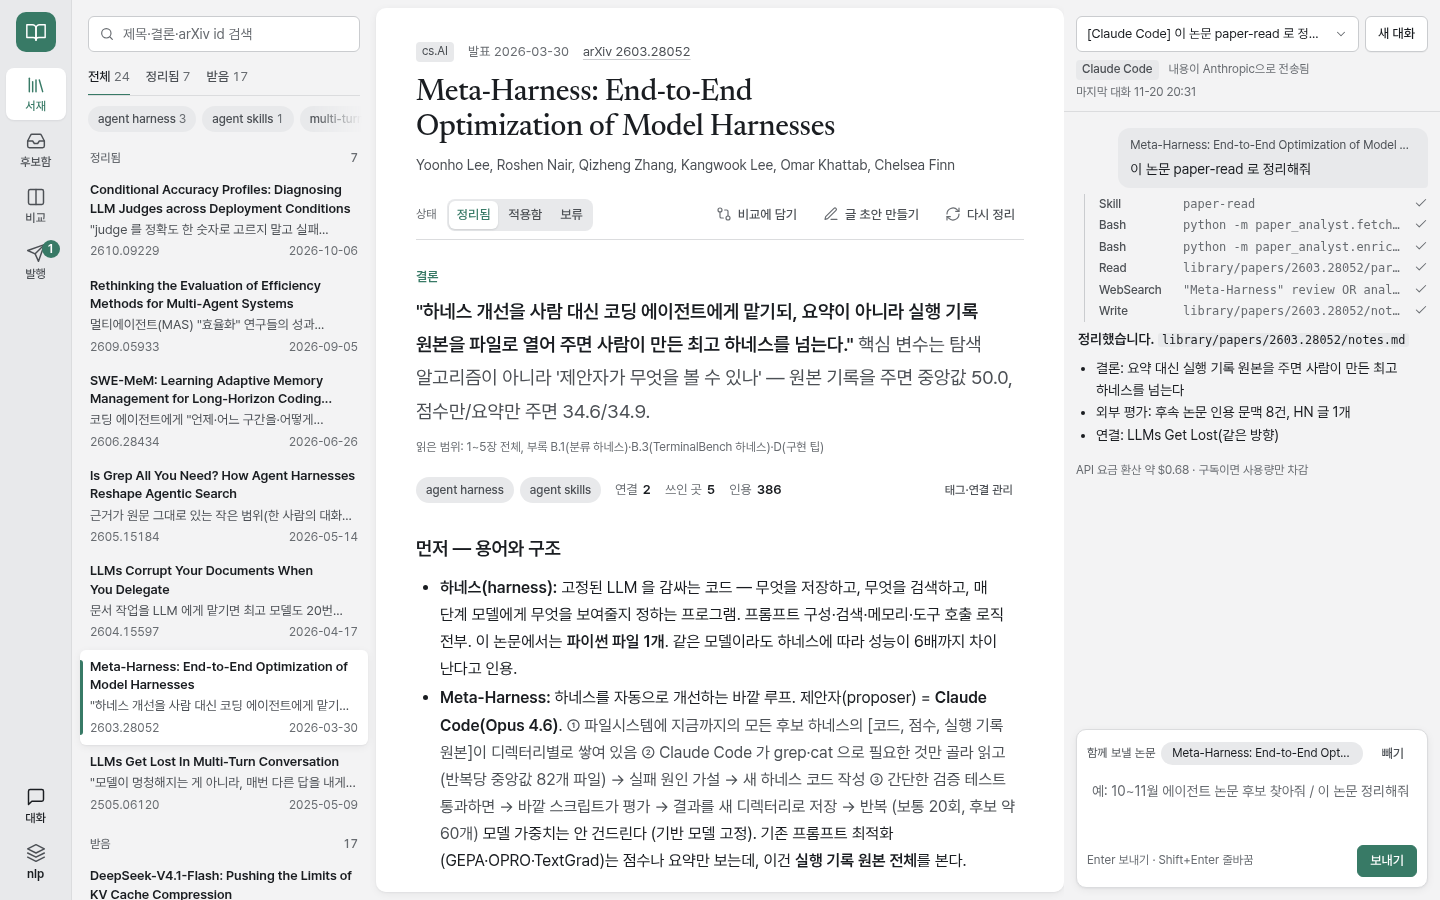 서재
후보함
비교
1
발행
대화
nlp
제목·결론·arXiv id 검색
전체 24 정리됨 7 받음 17
agent harness 3 agent skills 1
정리됨 7
Conditional Accuracy Profiles: Diagnosing
LLM Judges across Deployment Conditions
"judge 를 정확도 한 숫자로 고르지 말고 실패...
2610.09229 2026-10-06
Rethinking the Evaluation of Efficiency
Methods for Multi-Agent Systems
멀티에이전트(MAS) "효율화" 연구들의 성과...
2609.05933 2026-09-05
SWE-MeM: Learning Adaptive Memory
Management for Long-Horizon Coding...
코딩 에이전트에게 "언제·어느 구간을·어떻게...
2606.28434 2026-06-26
Is Grep All You Need? How Agent Harnesses
Reshape Agentic Search
근거가 원문 그대로 있는 작은 범위(한 사람의 대화...
2605.15184 2026-05-14
LLMs Corrupt Your Documents When
You Delegate
문서 작업을 LLM 에게 맡기면 최고 모델도 20번...
2604.15597 2026-04-17
Meta-Harness: End-to-End Optimization of
Model Harnesses
"하네스 개선을 사람 대신 코딩 에이전트에게 맡기...
2603.28052 2026-03-30
LLMs Get Lost In Multi-Turn Conversation
"모델이 멍청해지는 게 아니라, 매번 다른 답을 내게...
2505.06120 2025-05-09
받음 17
DeepSeek-V4.1-Flash: Pushing the Limits of
KV Cache Compression
cs.AI 발표 2026-03-30 arXiv 2603.28052
Meta-Harness: End-to-End
Optimization of Model Harnesses
Yoonho Lee, Roshen Nair, Qizheng Zhang, Kangwook Lee, Omar Khattab, Chelsea Finn
상태 정리됨 적용함 보류 비교에 담기 글 초안 만들기 다시 정리
결론
"하네스 개선을 사람 대신 코딩 에이전트에게 맡기되, 요약이 아니라 실행 기록
원본을 파일로 열어 주면 사람이 만든 최고 하네스를 넘는다." 핵심 변수는 탐색
알고리즘이 아니라 '제안자가 무엇을 볼 수 있나' — 원본 기록을 주면 중앙값 50.0,
점수만/요약만 주면 34.6/34.9.
읽은 범위: 1~5장 전체, 부록 B.1(분류 하네스)·B.3(TerminalBench 하네스)·D(구현 팁)
agent harness agent skills 연결 2 쓰인 곳 5 인용 386 태그·연결 관리
먼저 — 용어와 구조
• 하네스(harness): 고정된 LLM 을 감싸는 코드 — 무엇을 저장하고, 무엇을 검색하고, 매
단계 모델에게 무엇을 보여줄지 정하는 프로그램. 프롬프트 구성·검색·메모리·도구 호출 로직
전부. 이 논문에서는 파이썬 파일 1개. 같은 모델이라도 하네스에 따라 성능이 6배까지 차이
난다고 인용.
• Meta-Harness: 하네스를 자동으로 개선하는 바깥 루프. 제안자(proposer) = Claude
Code(Opus 4.6). ① 파일시스템에 지금까지의 모든 후보 하네스의 [코드, 점수, 실행 기록
원본]이 디렉터리별로 쌓여 있음 ② Claude Code 가 grep·cat 으로 필요한 것만 골라 읽고
(반복당 중앙값 82개 파일) → 실패 원인 가설 → 새 하네스 코드 작성 ③ 간단한 검증 테스트
통과하면 → 바깥 스크립트가 평가 → 결과를 새 디렉터리로 저장 → 반복 (보통 20회, 후보 약
60개) 모델 가중치는 안 건드린다 (기반 모델 고정). 기존 프롬프트 최적화
(GEPA·OPRO·TextGrad)는 점수나 요약만 보는데, 이건 실행 기록 원본 전체를 본다.
[Claude Code] 이 논문 paper-read 로 정... 새 대화
Claude Code 내용이 Anthropic으로 전송됨
마지막 대화 11-20 20:31
Meta-Harness: End-to-End Optimization of Model ...
이 논문 paper-read 로 정리해줘
Skill paper-read
Bash python -m paper_analyst.fetch…
Bash python -m paper_analyst.enric…
Read library/papers/2603.28052/par…
WebSearch "Meta-Harness" review OR anal…
Write library/papers/2603.28052/not…
정리했습니다. library/papers/2603.28052/notes.md
• 결론: 요약 대신 실행 기록 원본을 주면 사람이 만든 최고
하네스를 넘는다
• 외부 평가: 후속 논문 인용 문맥 8건, HN 글 1개
• 연결: LLMs Get Lost(같은 방향)
API 요금 환산 약 $0.68 · 구독이면 사용량만 차감
함께 보낼 논문 Meta-Harness: End-to-End Opt... 빼기
예: 10~11월 에이전트 논문 후보 찾아줘 / 이 논문 정리해줘
Enter 보내기 · Shift+Enter 줄바꿈 보내기